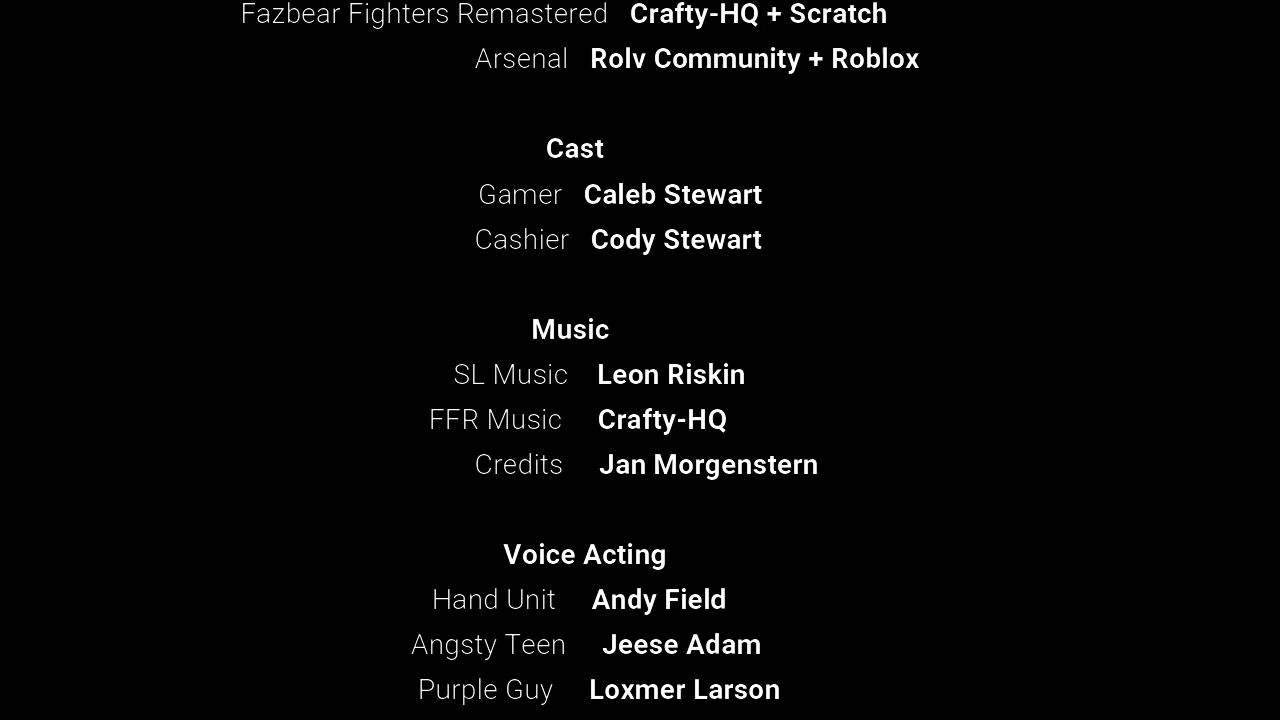 Fazbear Fighters Remastered Crafty-HQ + Scratch
Arsenal Rolv Community + Roblox
Cast
Gamer Caleb Stewart
Cashier Cody Stewart
Music
SL Music Leon Riskin
FFR Music Crafty-HQ
Credits Jan Morgenstern
Voice Acting
Hand Unit Andy Field
Angsty Teen Jeese Adam
Purple Guy Loxmer Larson